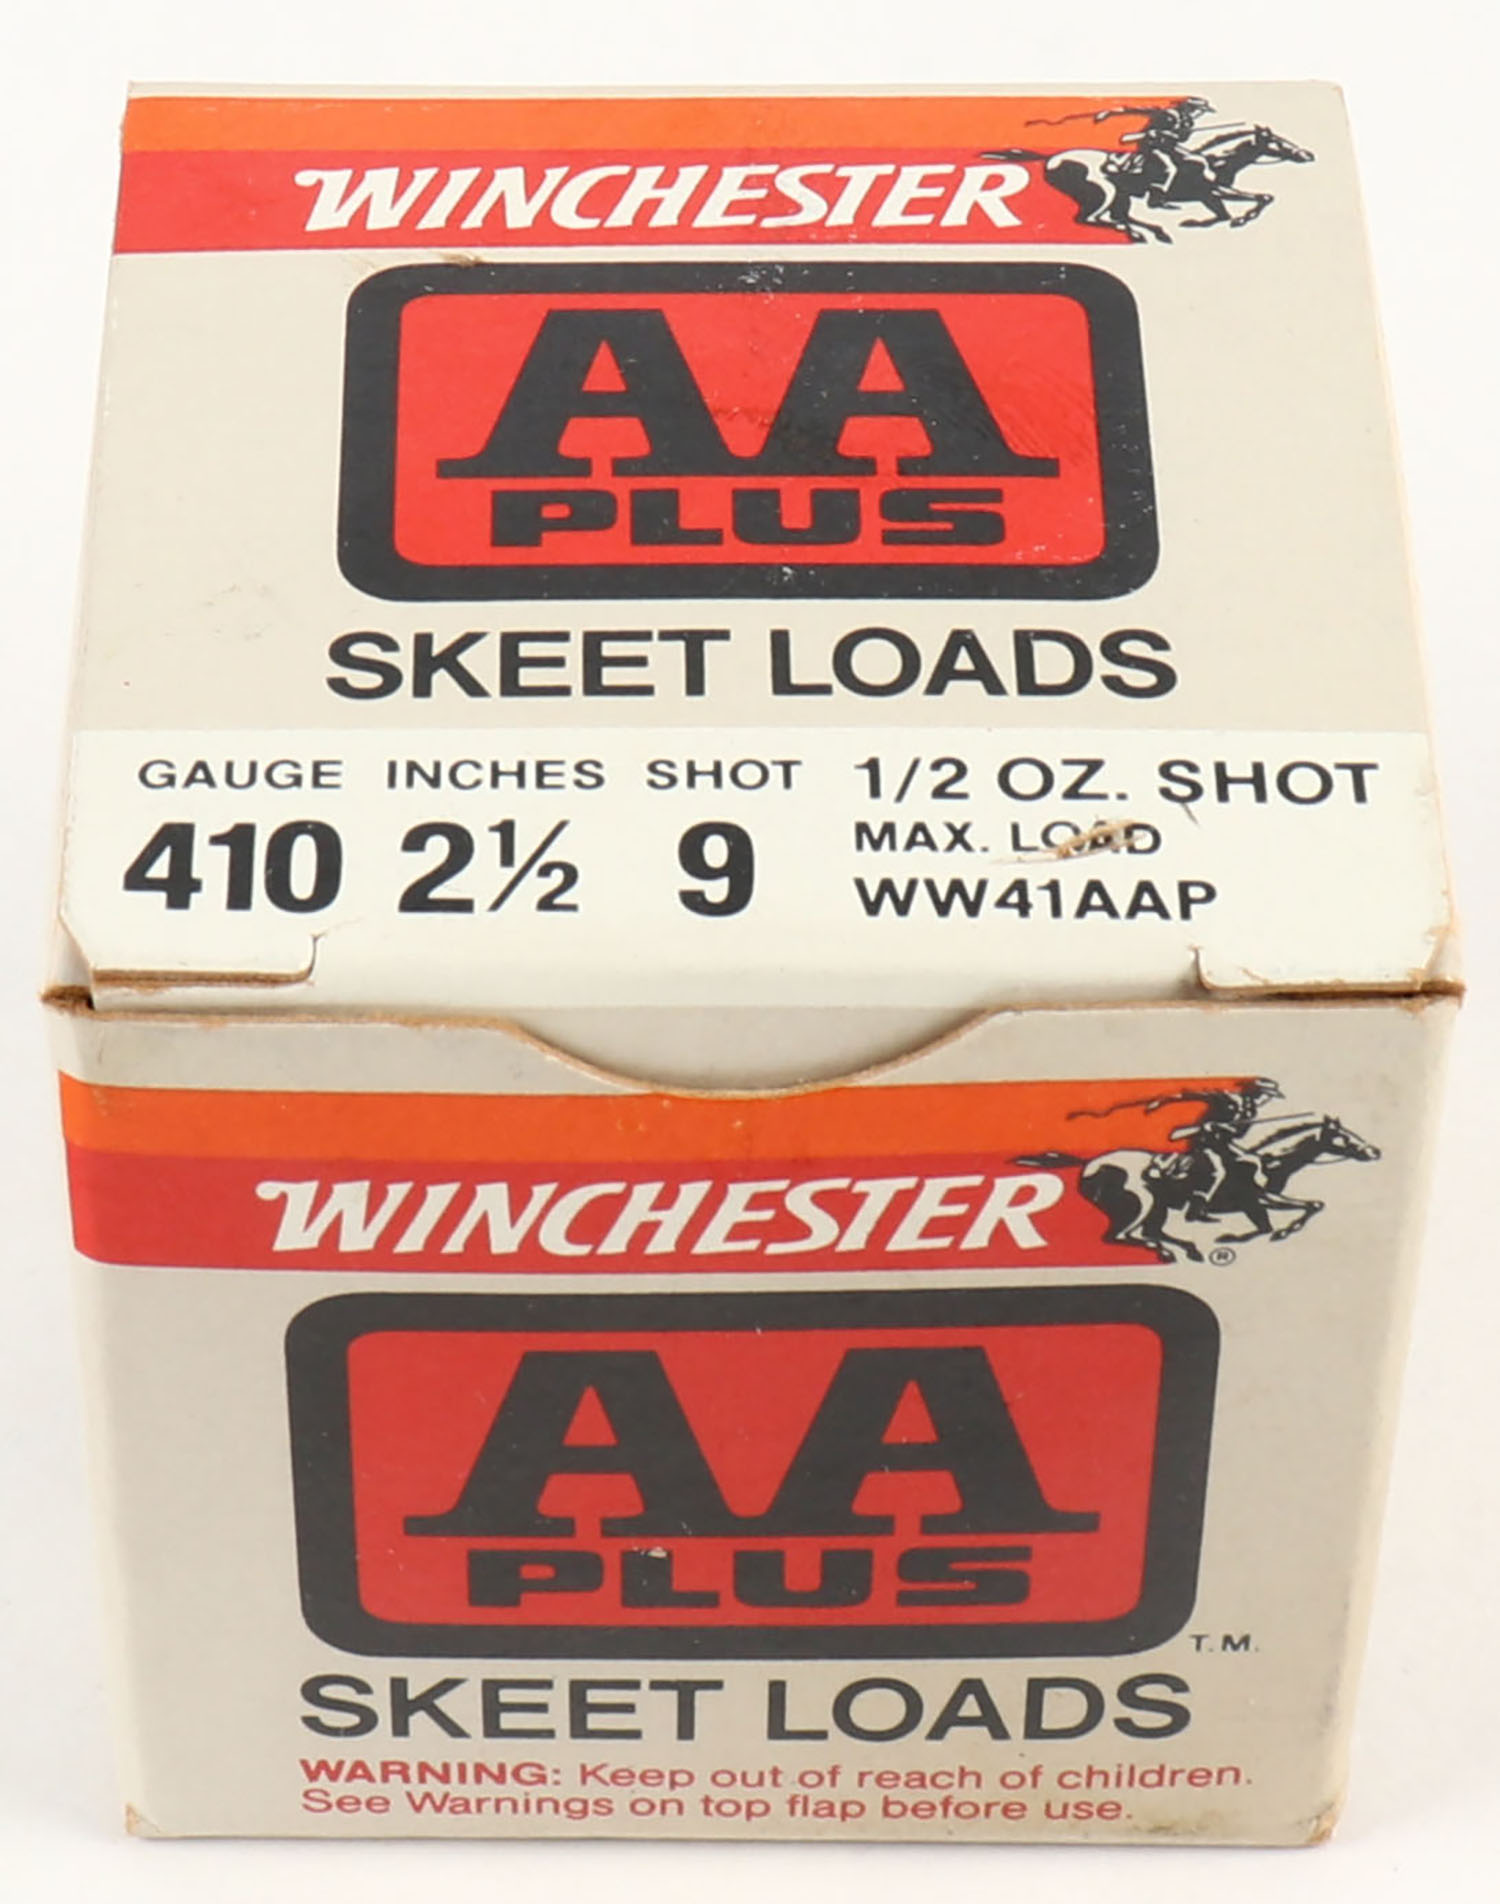 WINCHESTER
AA
PLUS
SKEET LOADS
GAUGE INCHES SHOT 1/2 OZ. SHOT
410 2½ 9 MAX. LOAD
WW41AAP
WINCHESTER
®
AA
PLUS
T.M.
SKEET LOADS
WARNING: Keep out of reach of children.
See Warnings on top flap before use.